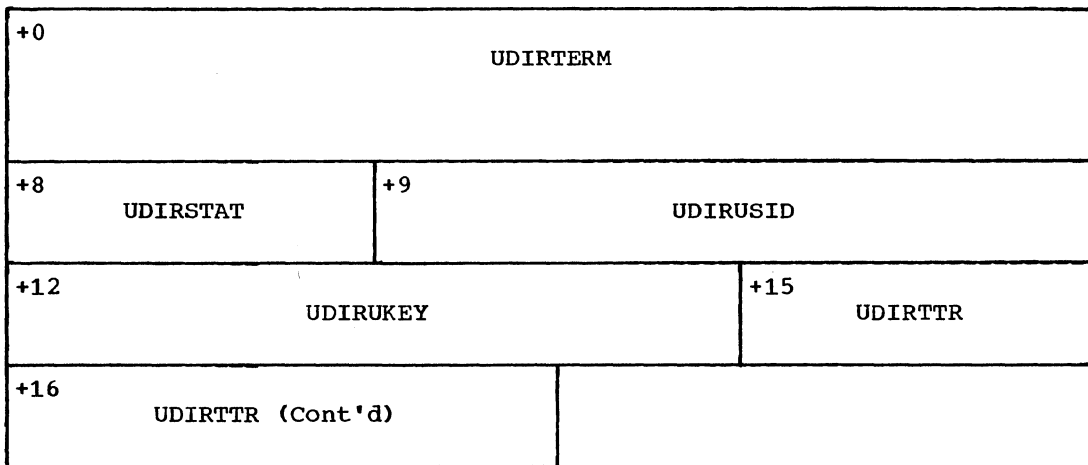 +0
UDIRTERM
+8
UDIRSTAT
+9
UDIRUSID
+12
UDIRUKEY
+15
UDIRTTR
+16
UDIRTTR (Cont'd)